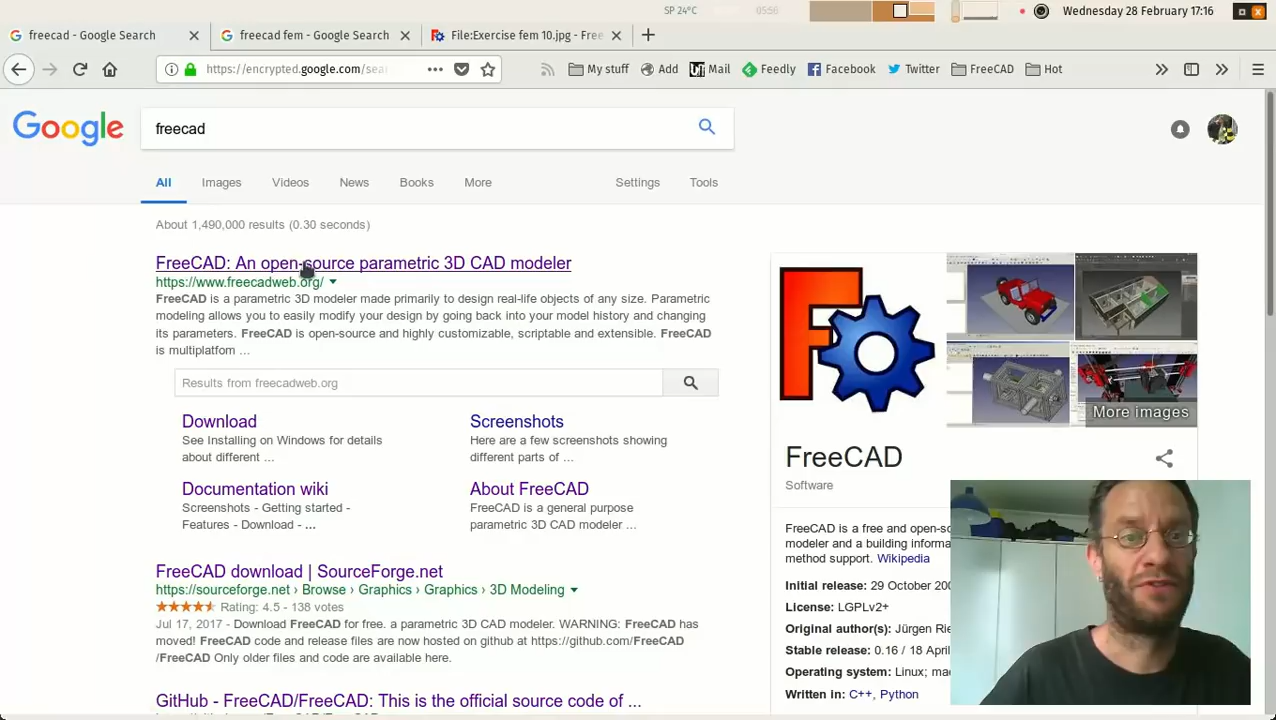 SP 24°C 05:56 Wednesday 28 February 17:16
freecad - Google Search freecad fem - Google Search File:Exercise fem 10.jpg - Free
https://encrypted.google.com/sea My stuff Add Mail Feedly Facebook Twitter FreeCAD Hot
Google freecad
All Images Videos News Books More Settings Tools
About 1,490,000 results (0.30 seconds)
FreeCAD: An open-source parametric 3D CAD modeler
https://www.freecadweb.org/
FreeCAD is a parametric 3D modeler made primarily to design real-life objects of any size. Parametric
modeling allows you to easily modify your design by going back into your model history and changing
its parameters. FreeCAD is open-source and highly customizable, scriptable and extensible. FreeCAD
is multiplatfom ...
Results from freecadweb.org
Download
See Installing on Windows for details
about different ...
Screenshots
Here are a few screenshots showing
different parts of ...
Documentation wiki
Screenshots - Getting started -
Features - Download - ...
About FreeCAD
FreeCAD is a general purpose
parametric 3D CAD modeler ...
FreeCAD download | SourceForge.net
https://sourceforge.net › Browse › Graphics › Graphics › 3D Modeling
Rating: 4.5 - 138 votes
Jul 17, 2017 - Download FreeCAD for free. a parametric 3D CAD modeler. WARNING: FreeCAD has
moved! FreeCAD code and release files are now hosted on github at https://github.com/FreeCAD
/FreeCAD Only older files and code are available here.
GitHub - FreeCAD/FreeCAD: This is the official source code of ...
More images
FreeCAD
Software
FreeCAD is a free and open-so
modeler and a building informa
method support. Wikipedia
Initial release: 29 October 200
License: LGPLv2+
Original author(s): Jürgen Rie
Stable release: 0.16 / 18 April
Operating system: Linux; mac
Written in: C++, Python